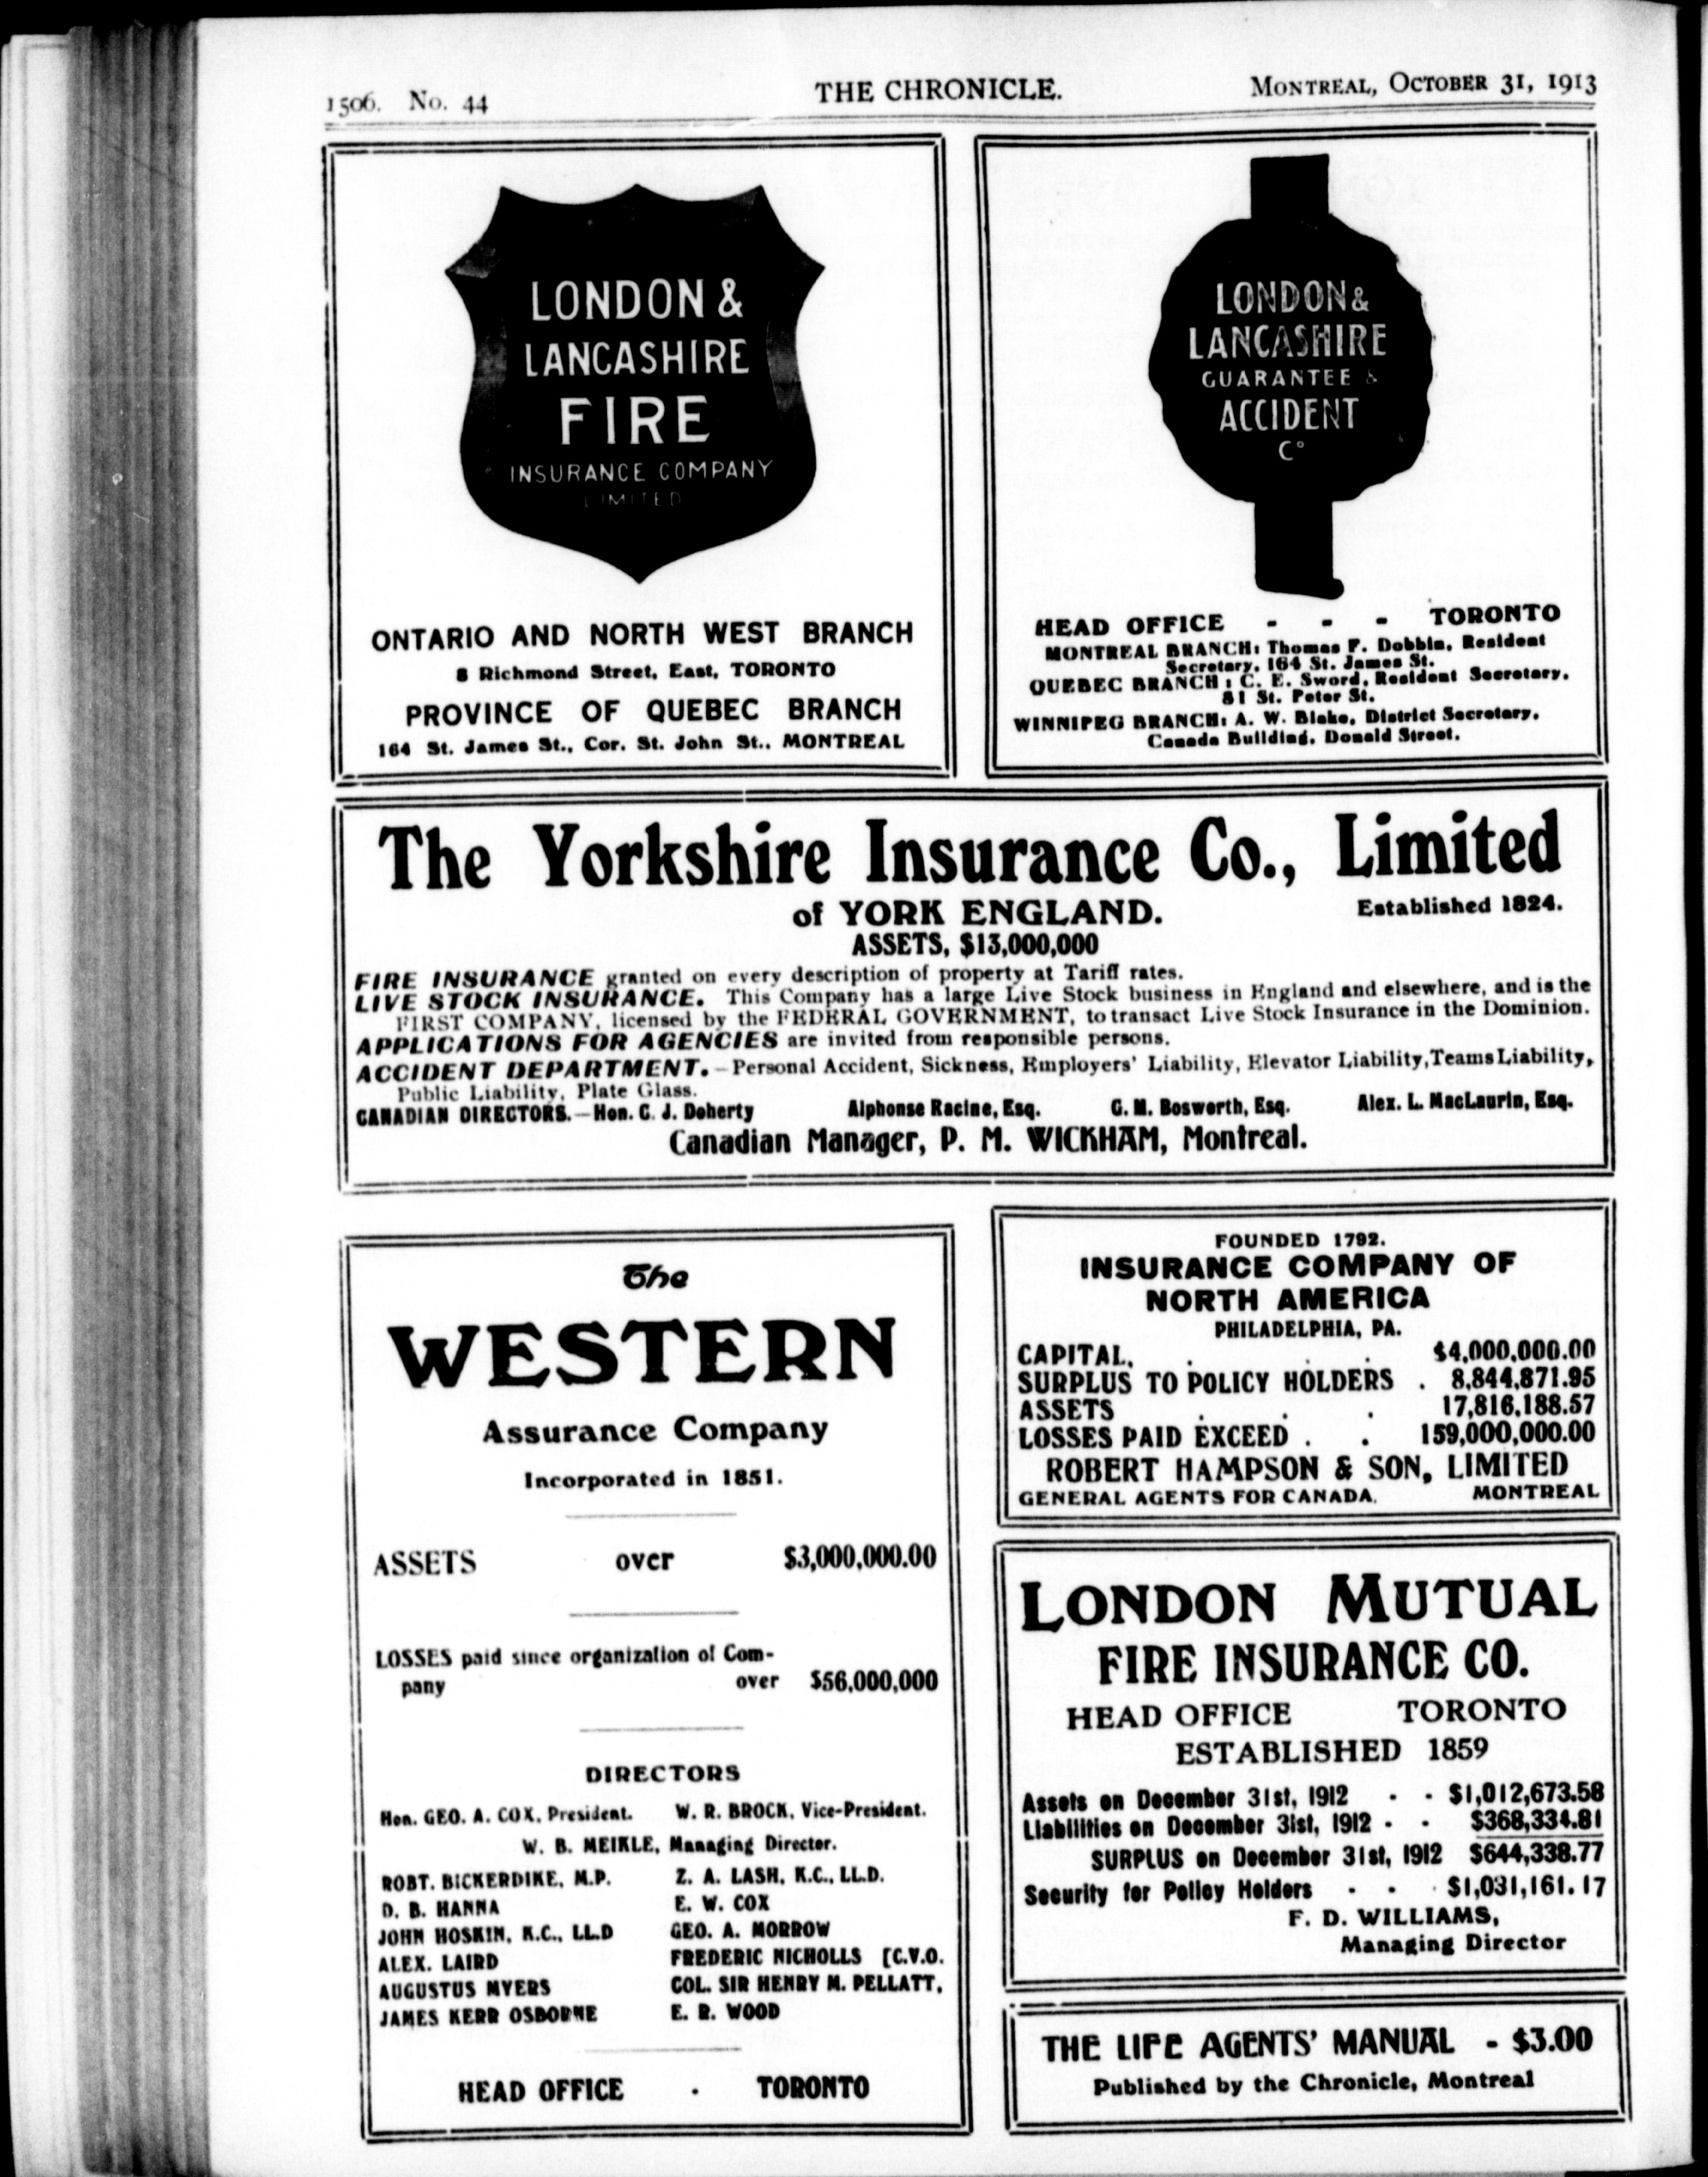 1506. No. 44 THE CHRONICLE. MONTREAL, OCTOBER 31, 1913
LONDON &
LANCASHIRE
FIRE
INSURANCE COMPANY
LIMITED
ONTARIO AND NORTH WEST BRANCH
8 Richmond Street, East, TORONTO
PROVINCE OF QUEBEC BRANCH
164 St. James St., Cor. St. John St., MONTREAL
LONDON &
LANCASHIRE
GUARANTEE &
ACCIDENT
Co
HEAD OFFICE - - - TORONTO
MONTREAL BRANCH: Thomas F. Dobbin, Resident
Secretary, 164 St. James St.
QUEBEC BRANCH: C. E. Sword, Resident Secretary,
81 St. Peter St.
WINNIPEG BRANCH: A. W. Blake, District Secretary,
Canada Building, Donald Street.
The Yorkshire Insurance Co., Limited
of YORK ENGLAND. Established 1824.
ASSETS, $13,000,000
FIRE INSURANCE granted on every description of property at Tariff rates.
LIVE STOCK INSURANCE. This Company has a large Live Stock business in England and elsewhere, and is the
FIRST COMPANY, licensed by the FEDERAL GOVERNMENT, to transact Live Stock Insurance in the Dominion.
APPLICATIONS FOR AGENCIES are invited from responsible persons.
ACCIDENT DEPARTMENT.—Personal Accident, Sickness, Employers' Liability, Elevator Liability, Teams Liability,
Public Liability, Plate Glass.
CANADIAN DIRECTORS.—Hon. C. J. Doherty Alphonse Racine, Esq. G. M. Bosworth, Esq. Alex. L. MacLaurin, Esq.
Canadian Manager, P. M. WICKHAM, Montreal.
The
WESTERN
Assurance Company
Incorporated in 1851.
ASSETS over $3,000,000.00
LOSSES paid since organization of Com-
pany over $56,000,000
DIRECTORS
Hon. GEO. A. COX, President. W. R. BROCK, Vice-President.
W. B. MEIKLE, Managing Director.
ROBT. BICKERDIKE, M.P. Z. A. LASH, K.C., LL.D.
D. B. HANNA E. W. COX
JOHN HOSKIN, K.C., LL.D GEO. A. MORROW
ALEX. LAIRD FREDERIC NICHOLLS [C.V.O.
AUGUSTUS MYERS COL. SIR HENRY M. PELLATT,
JAMES KERR OSBORNE E. R. WOOD
HEAD OFFICE . TORONTO
FOUNDED 1792.
INSURANCE COMPANY OF
NORTH AMERICA
PHILADELPHIA, PA.
CAPITAL, . . . $4,000,000.00
SURPLUS TO POLICY HOLDERS . 8,844,871.95
ASSETS . . . 17,816,188.57
LOSSES PAID EXCEED . . 159,000,000.00
ROBERT HAMPSON & SON, LIMITED
GENERAL AGENTS FOR CANADA. MONTREAL
LONDON MUTUAL
FIRE INSURANCE CO.
HEAD OFFICE TORONTO
ESTABLISHED 1859
Assets on December 31st, 1912 - - $1,012,673.58
Liabilities on December 31st, 1912 - - $368,334.81
SURPLUS on December 31st, 1912 $644,338.77
Security for Policy Holders - - $1,031,161.17
F. D. WILLIAMS,
Managing Director
THE LIFE AGENTS' MANUAL - $3.00
Published by the Chronicle, Montreal